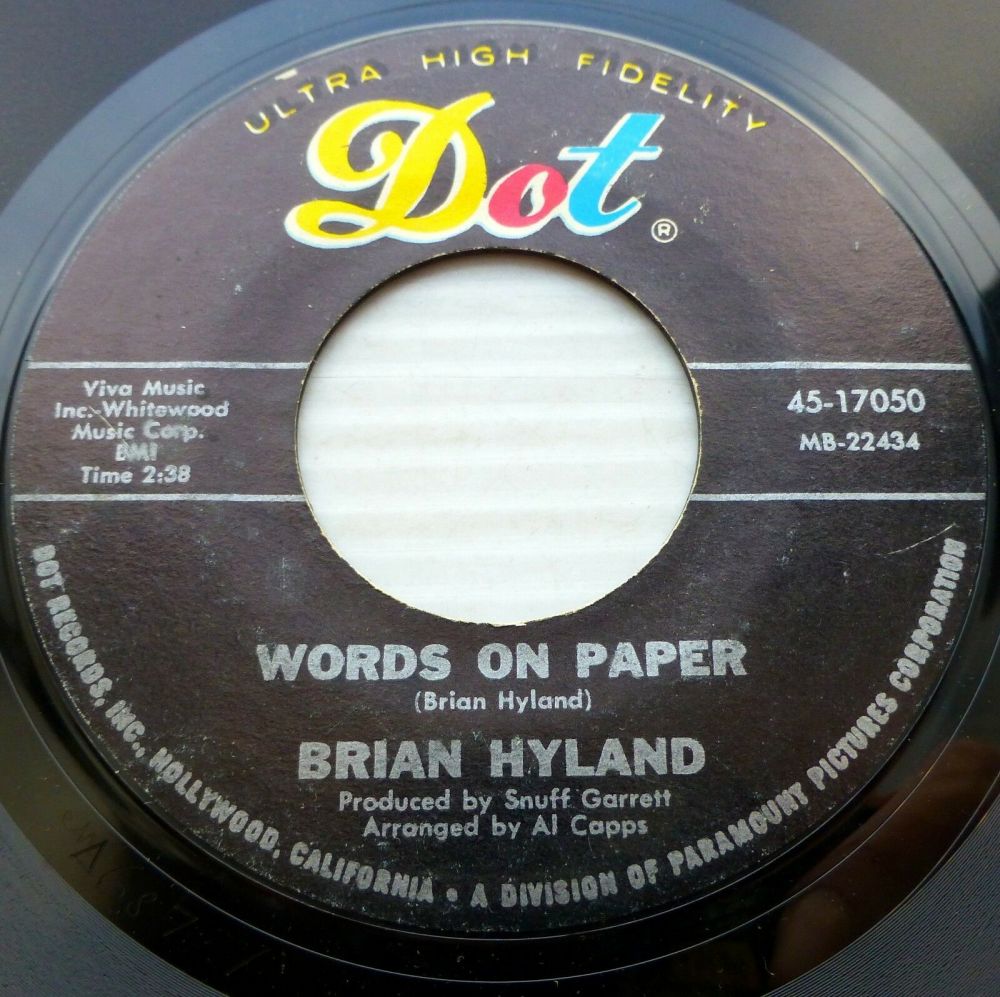 ULTRA HIGH FIDELITY
Dot
®
Viva Music
Inc.-Whitewood
Music Corp.
BMI
Time 2:38
45-17050
MB-22434
WORDS ON PAPER
(Brian Hyland)
BRIAN HYLAND
Produced by Snuff Garrett
Arranged by Al Capps
DOT RECORDS, INC., HOLLYWOOD, CALIFORNIA • A DIVISION OF PARAMOUNT PICTURES CORPORATION